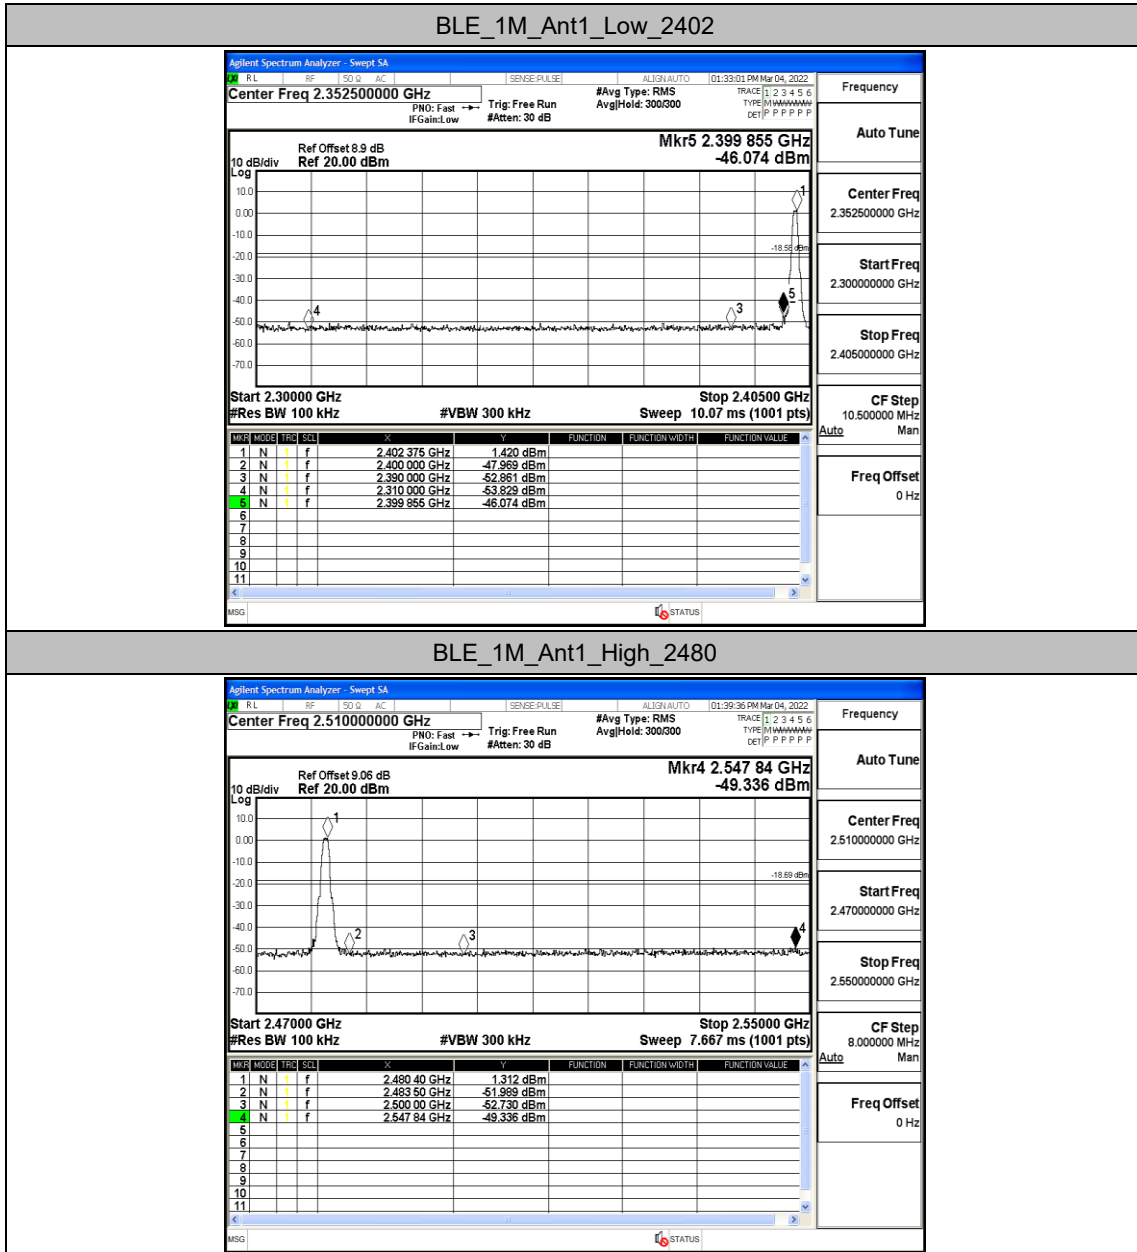 BLE_1M_Ant1_Low_2402
Agilent Spectrum Analyzer - Swept SA
LXI RL RF 50 Ω AC SENSE:PULSE ALIGN AUTO 01:33:01 PM Mar 04, 2022
Center Freq 2.352500000 GHz #Avg Type: RMS TRACE 1 2 3 4 5 6
PNO: Fast Trig: Free Run Avg|Hold: 300/300 TYPE M WWWWW
IFGain:Low #Atten: 30 dB DET P P P P P P
Mkr5 2.399 855 GHz
Ref Offset 8.9 dB -46.074 dBm
10 dB/div Ref 20.00 dBm
Log
10.0
1
0.00
-10.0
-18.58 dBm
-20.0
-30.0
-40.0
5
4
3
-50.0
-60.0
-70.0
Start 2.30000 GHz Stop 2.40500 GHz
#Res BW 100 kHz #VBW 300 kHz Sweep 10.07 ms (1001 pts)
MKR MODE TRC SCL X Y FUNCTION FUNCTION WIDTH FUNCTION VALUE
1 N 1 f 2.402 375 GHz 1.420 dBm
2 N 1 f 2.400 000 GHz -47.969 dBm
3 N 1 f 2.390 000 GHz -52.861 dBm
4 N 1 f 2.310 000 GHz -53.829 dBm
5 N 1 f 2.399 855 GHz -46.074 dBm
6
7
8
9
10
11
MSG STATUS
Frequency
Auto Tune
Center Freq
2.352500000 GHz
Start Freq
2.300000000 GHz
Stop Freq
2.405000000 GHz
CF Step
10.500000 MHz
Auto Man
Freq Offset
0 Hz
BLE_1M_Ant1_High_2480
Agilent Spectrum Analyzer - Swept SA
LXI RL RF 50 Ω AC SENSE:PULSE ALIGN AUTO 01:39:36 PM Mar 04, 2022
Center Freq 2.510000000 GHz #Avg Type: RMS TRACE 1 2 3 4 5 6
PNO: Fast Trig: Free Run Avg|Hold: 300/300 TYPE M WWWWW
IFGain:Low #Atten: 30 dB DET P P P P P P
Mkr4 2.547 84 GHz
Ref Offset 9.06 dB -49.336 dBm
10 dB/div Ref 20.00 dBm
Log
10.0
1
0.00
-10.0
-18.69 dBm
-20.0
-30.0
-40.0
2
3
4
-50.0
-60.0
-70.0
Start 2.47000 GHz Stop 2.55000 GHz
#Res BW 100 kHz #VBW 300 kHz Sweep 7.667 ms (1001 pts)
MKR MODE TRC SCL X Y FUNCTION FUNCTION WIDTH FUNCTION VALUE
1 N 1 f 2.480 40 GHz 1.312 dBm
2 N 1 f 2.483 50 GHz -51.989 dBm
3 N 1 f 2.500 00 GHz -52.730 dBm
4 N 1 f 2.547 84 GHz -49.336 dBm
5
6
7
8
9
10
11
MSG STATUS
Frequency
Auto Tune
Center Freq
2.510000000 GHz
Start Freq
2.470000000 GHz
Stop Freq
2.550000000 GHz
CF Step
8.000000 MHz
Auto Man
Freq Offset
0 Hz